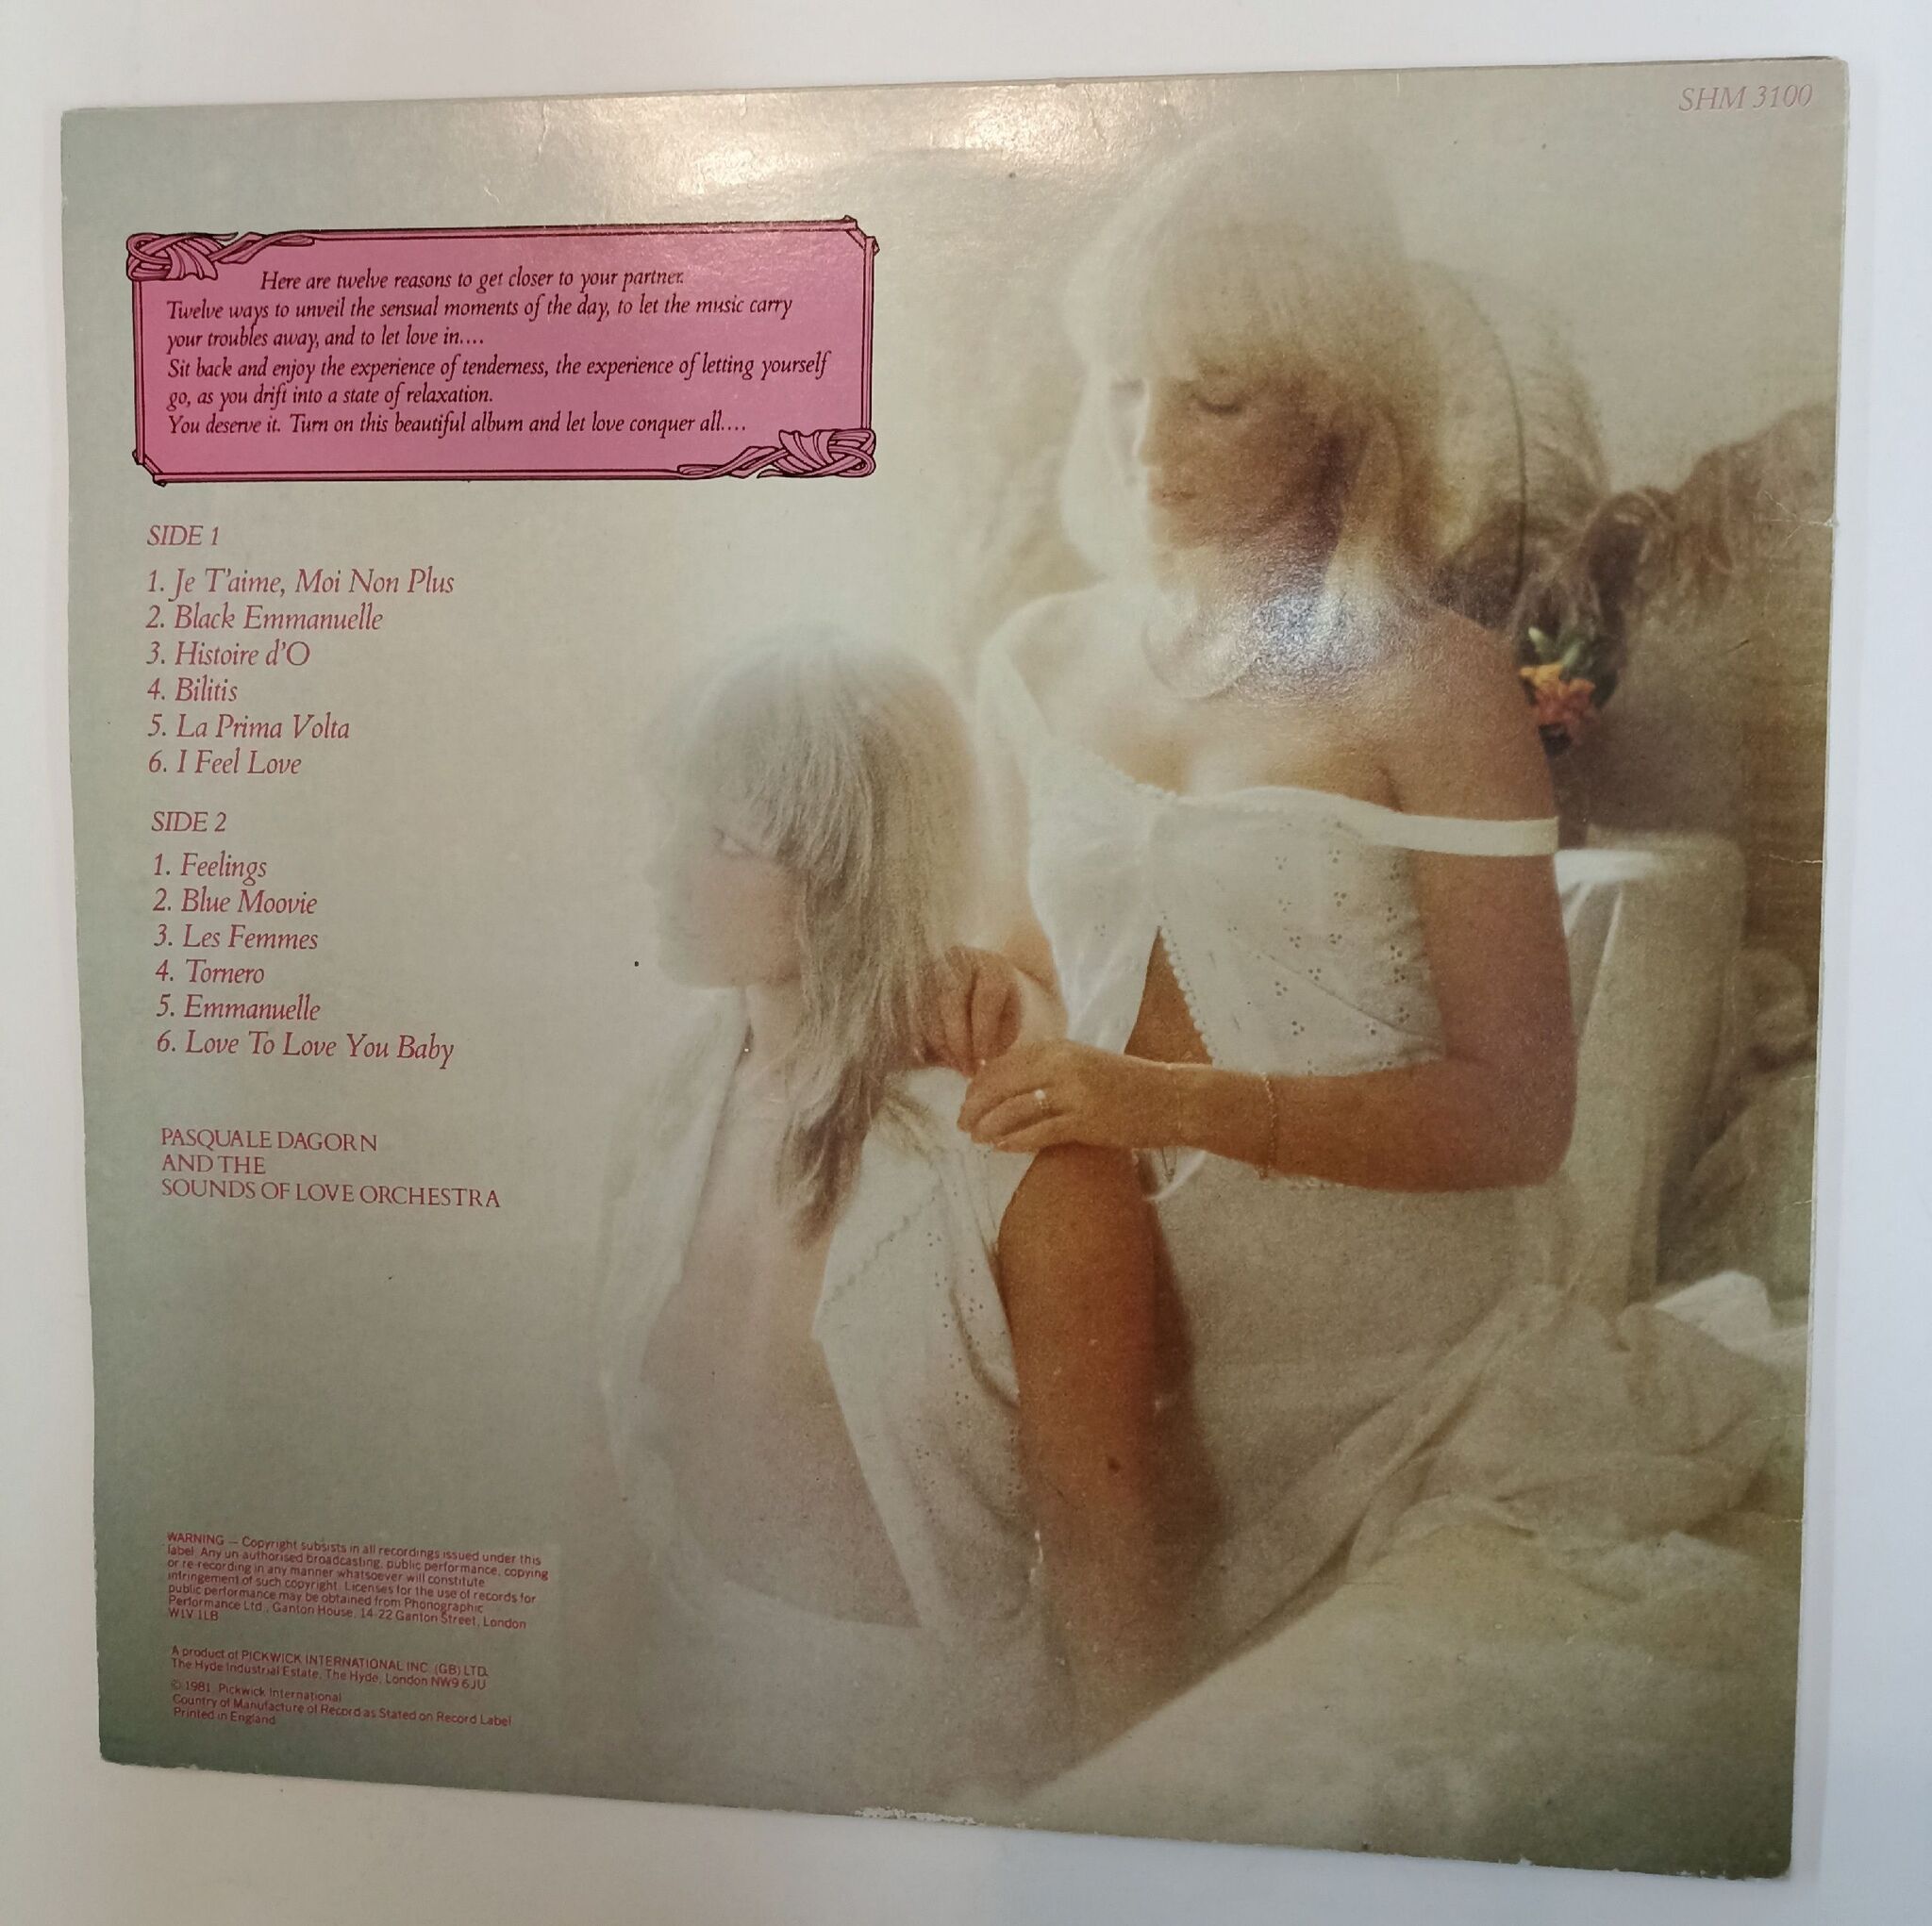 SHM 3100
Here are twelve reasons to get closer to your partner.
Twelve ways to unveil the sensual moments of the day, to let the music carry
your troubles away, and to let love in....
Sit back and enjoy the experience of tenderness, the experience of letting yourself
go, as you drift into a state of relaxation.
You deserve it. Turn on this beautiful album and let love conquer all....
SIDE 1
1. Je T'aime, Moi Non Plus
2. Black Emmanuelle
3. Histoire d'O
4. Bilitis
5. La Prima Volta
6. I Feel Love
SIDE 2
1. Feelings
2. Blue Moovie
3. Les Femmes
4. Tornero
5. Emmanuelle
6. Love To Love You Baby
PASQUALE DAGORN
AND THE
SOUNDS OF LOVE ORCHESTRA
WARNING — Copyright subsists in all recordings issued under this
label. Any un authorised broadcasting, public performance, copying
or re-recording in any manner whatsoever will constitute
infringement of such copyright. Licenses for the use of records for
public performance may be obtained from Phonographic
Performance Ltd., Ganton House, 14-22 Ganton Street, London
W1V 1LB
A product of PICKWICK INTERNATIONAL INC. (GB) LTD.
The Hyde Industrial Estate, The Hyde, London NW9 6JU
© 1981 Pickwick International
Country of Manufacture of Record as Stated on Record Label
Printed in England